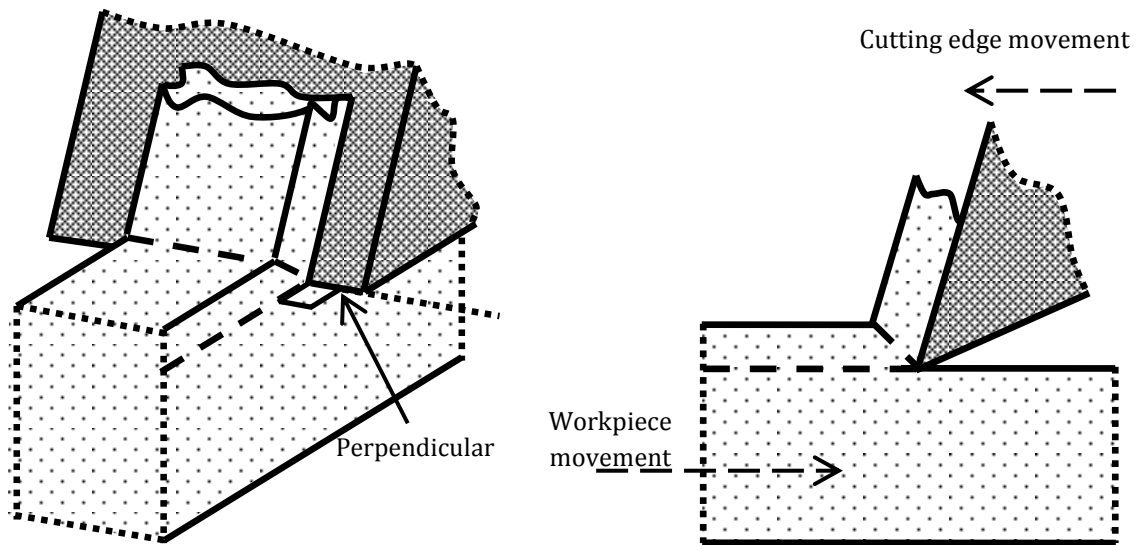 Cutting edge movement
Perpendicular
Workpiece
movement